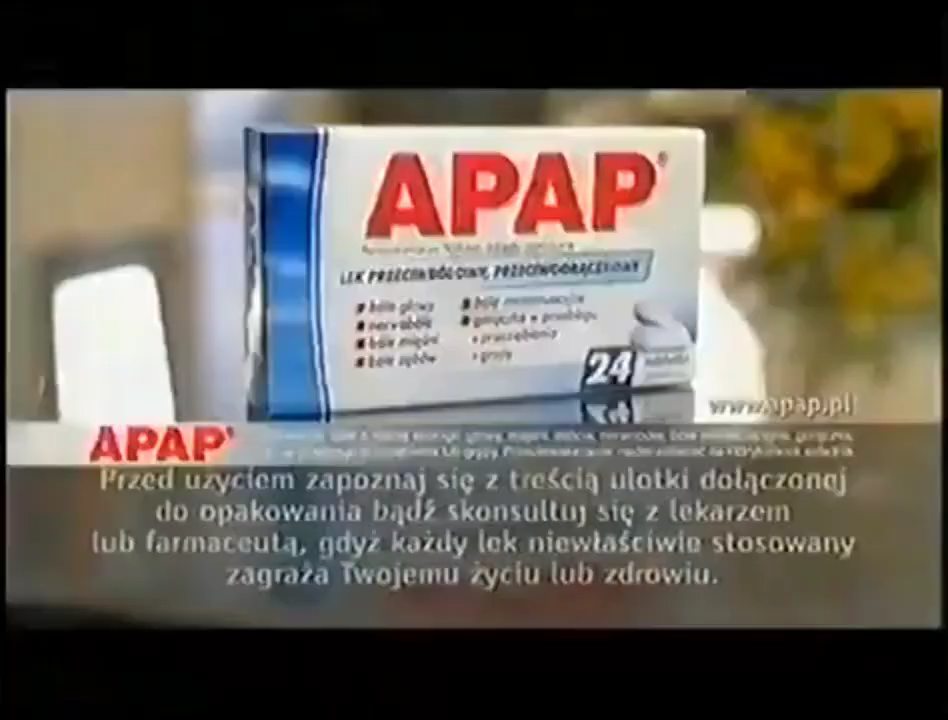 APAP®
LEK PRZECIWBÓLOWY, PRZECIWGORĄCZKOWY
bóle głowy
nerwobóle
bóle mięśni
bóle zębów
bóle menstruacyjne
gorączka w przebiegu
przeziębienia
grypy
24
www.apap.pl
APAP®
Przed użyciem zapoznaj się z treścią ulotki dołączonej
do opakowania bądź skonsultuj się z lekarzem
lub farmaceutą, gdyż każdy lek niewłaściwie stosowany
zagraża Twojemu życiu lub zdrowiu.